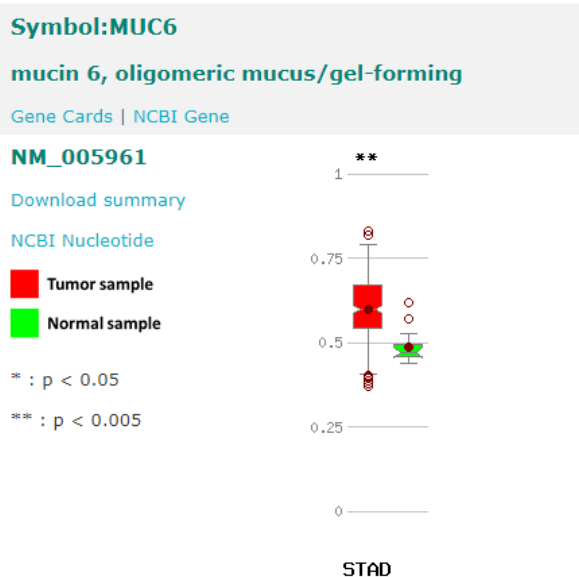 Symbol:MUC6
mucin 6, oligomeric mucus/gel-forming
Gene Cards | NCBI Gene
NM_005961
Download summary
NCBI Nucleotide
Tumor sample
Normal sample
* : p < 0.05
** : p < 0.005
**
1
0.75
0.5
0.25
0
STAD